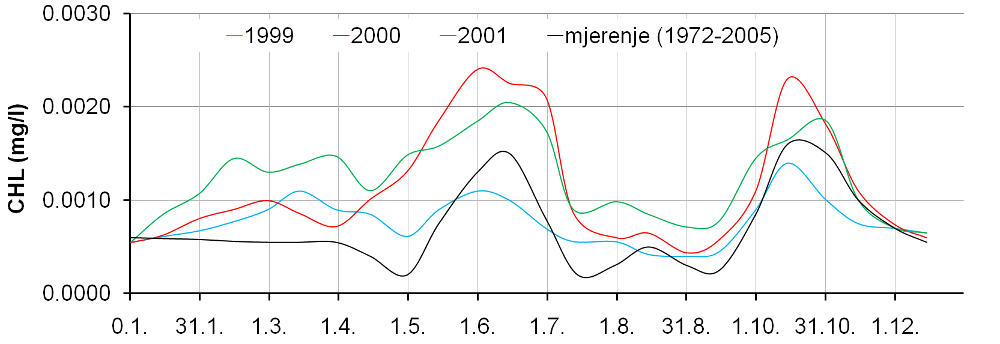 0.0030
1999 2000 2001 mjerenje (1972-2005)
0.0020
CHL (mg/l)
0.0010
0.0000
0.1. 31.1. 1.3. 1.4. 1.5. 1.6. 1.7. 1.8. 31.8. 1.10. 31.10. 1.12.